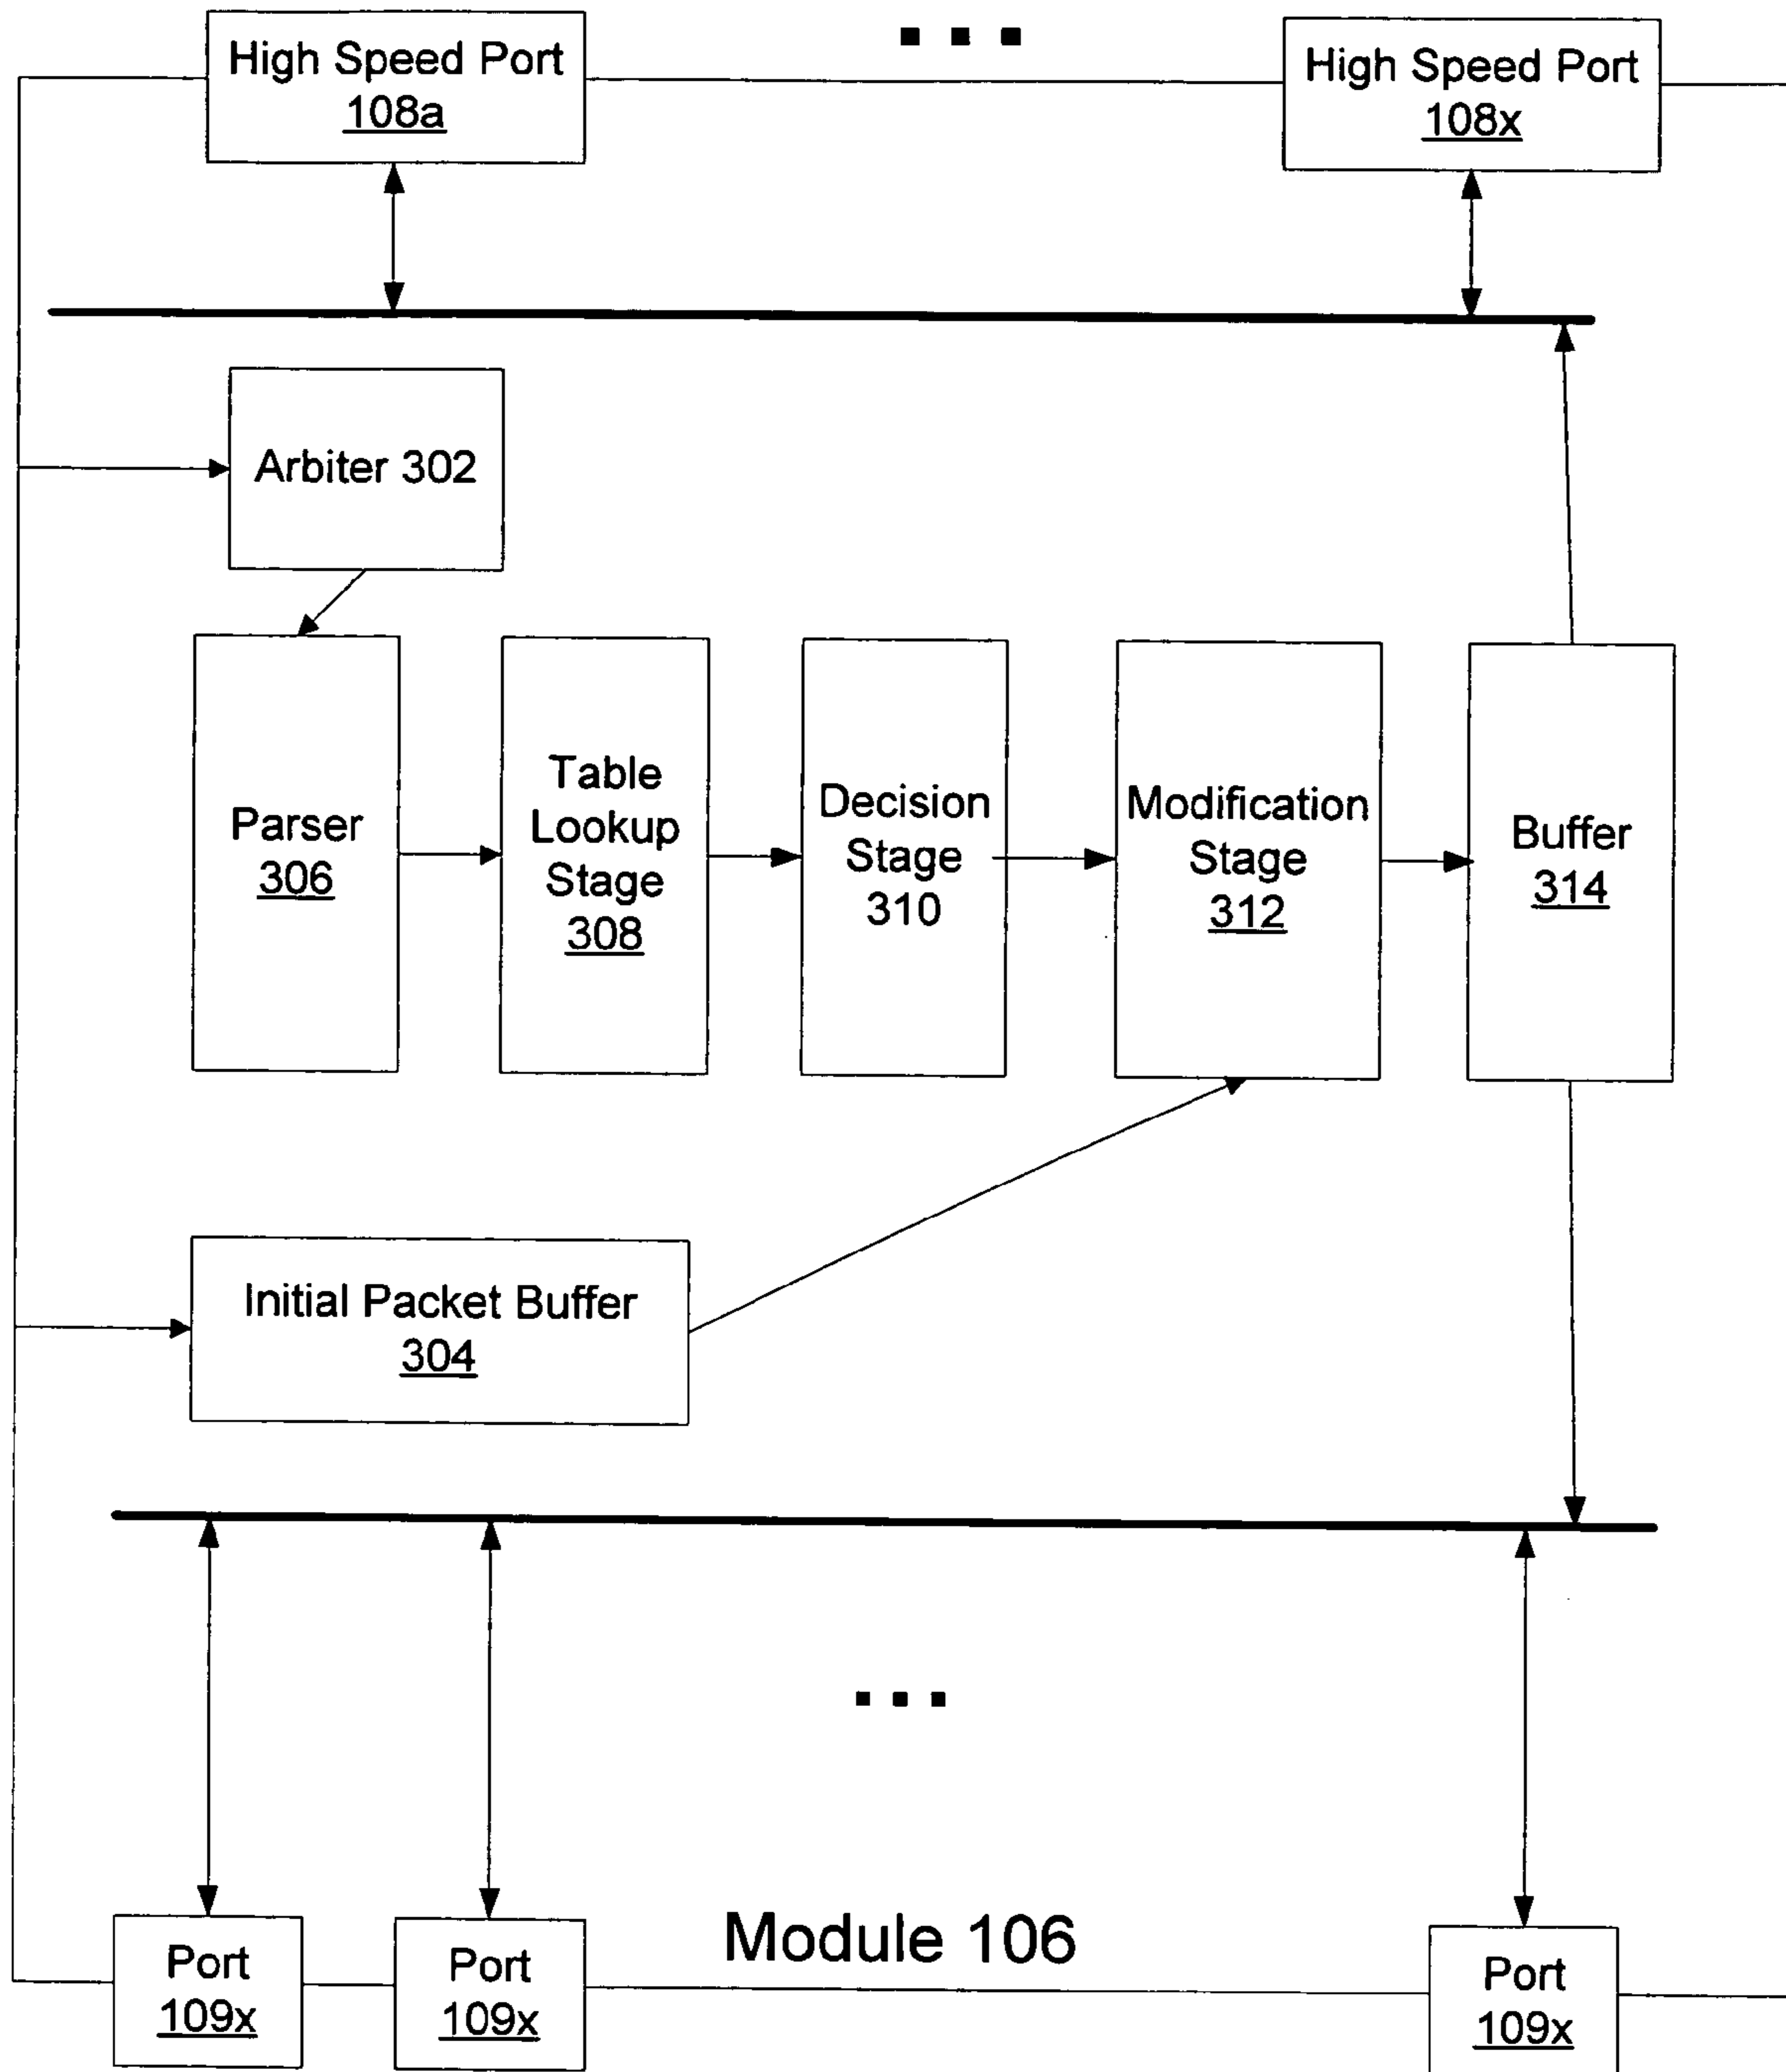 High Speed Port
108a
High Speed Port
108x
Arbiter 302
Parser
306
Table
Lookup
Stage
308
Decision
Stage
310
Modification
Stage
312
Buffer
314
Initial Packet Buffer
304
Module 106
Port
109x
Port
109x
Port
109x